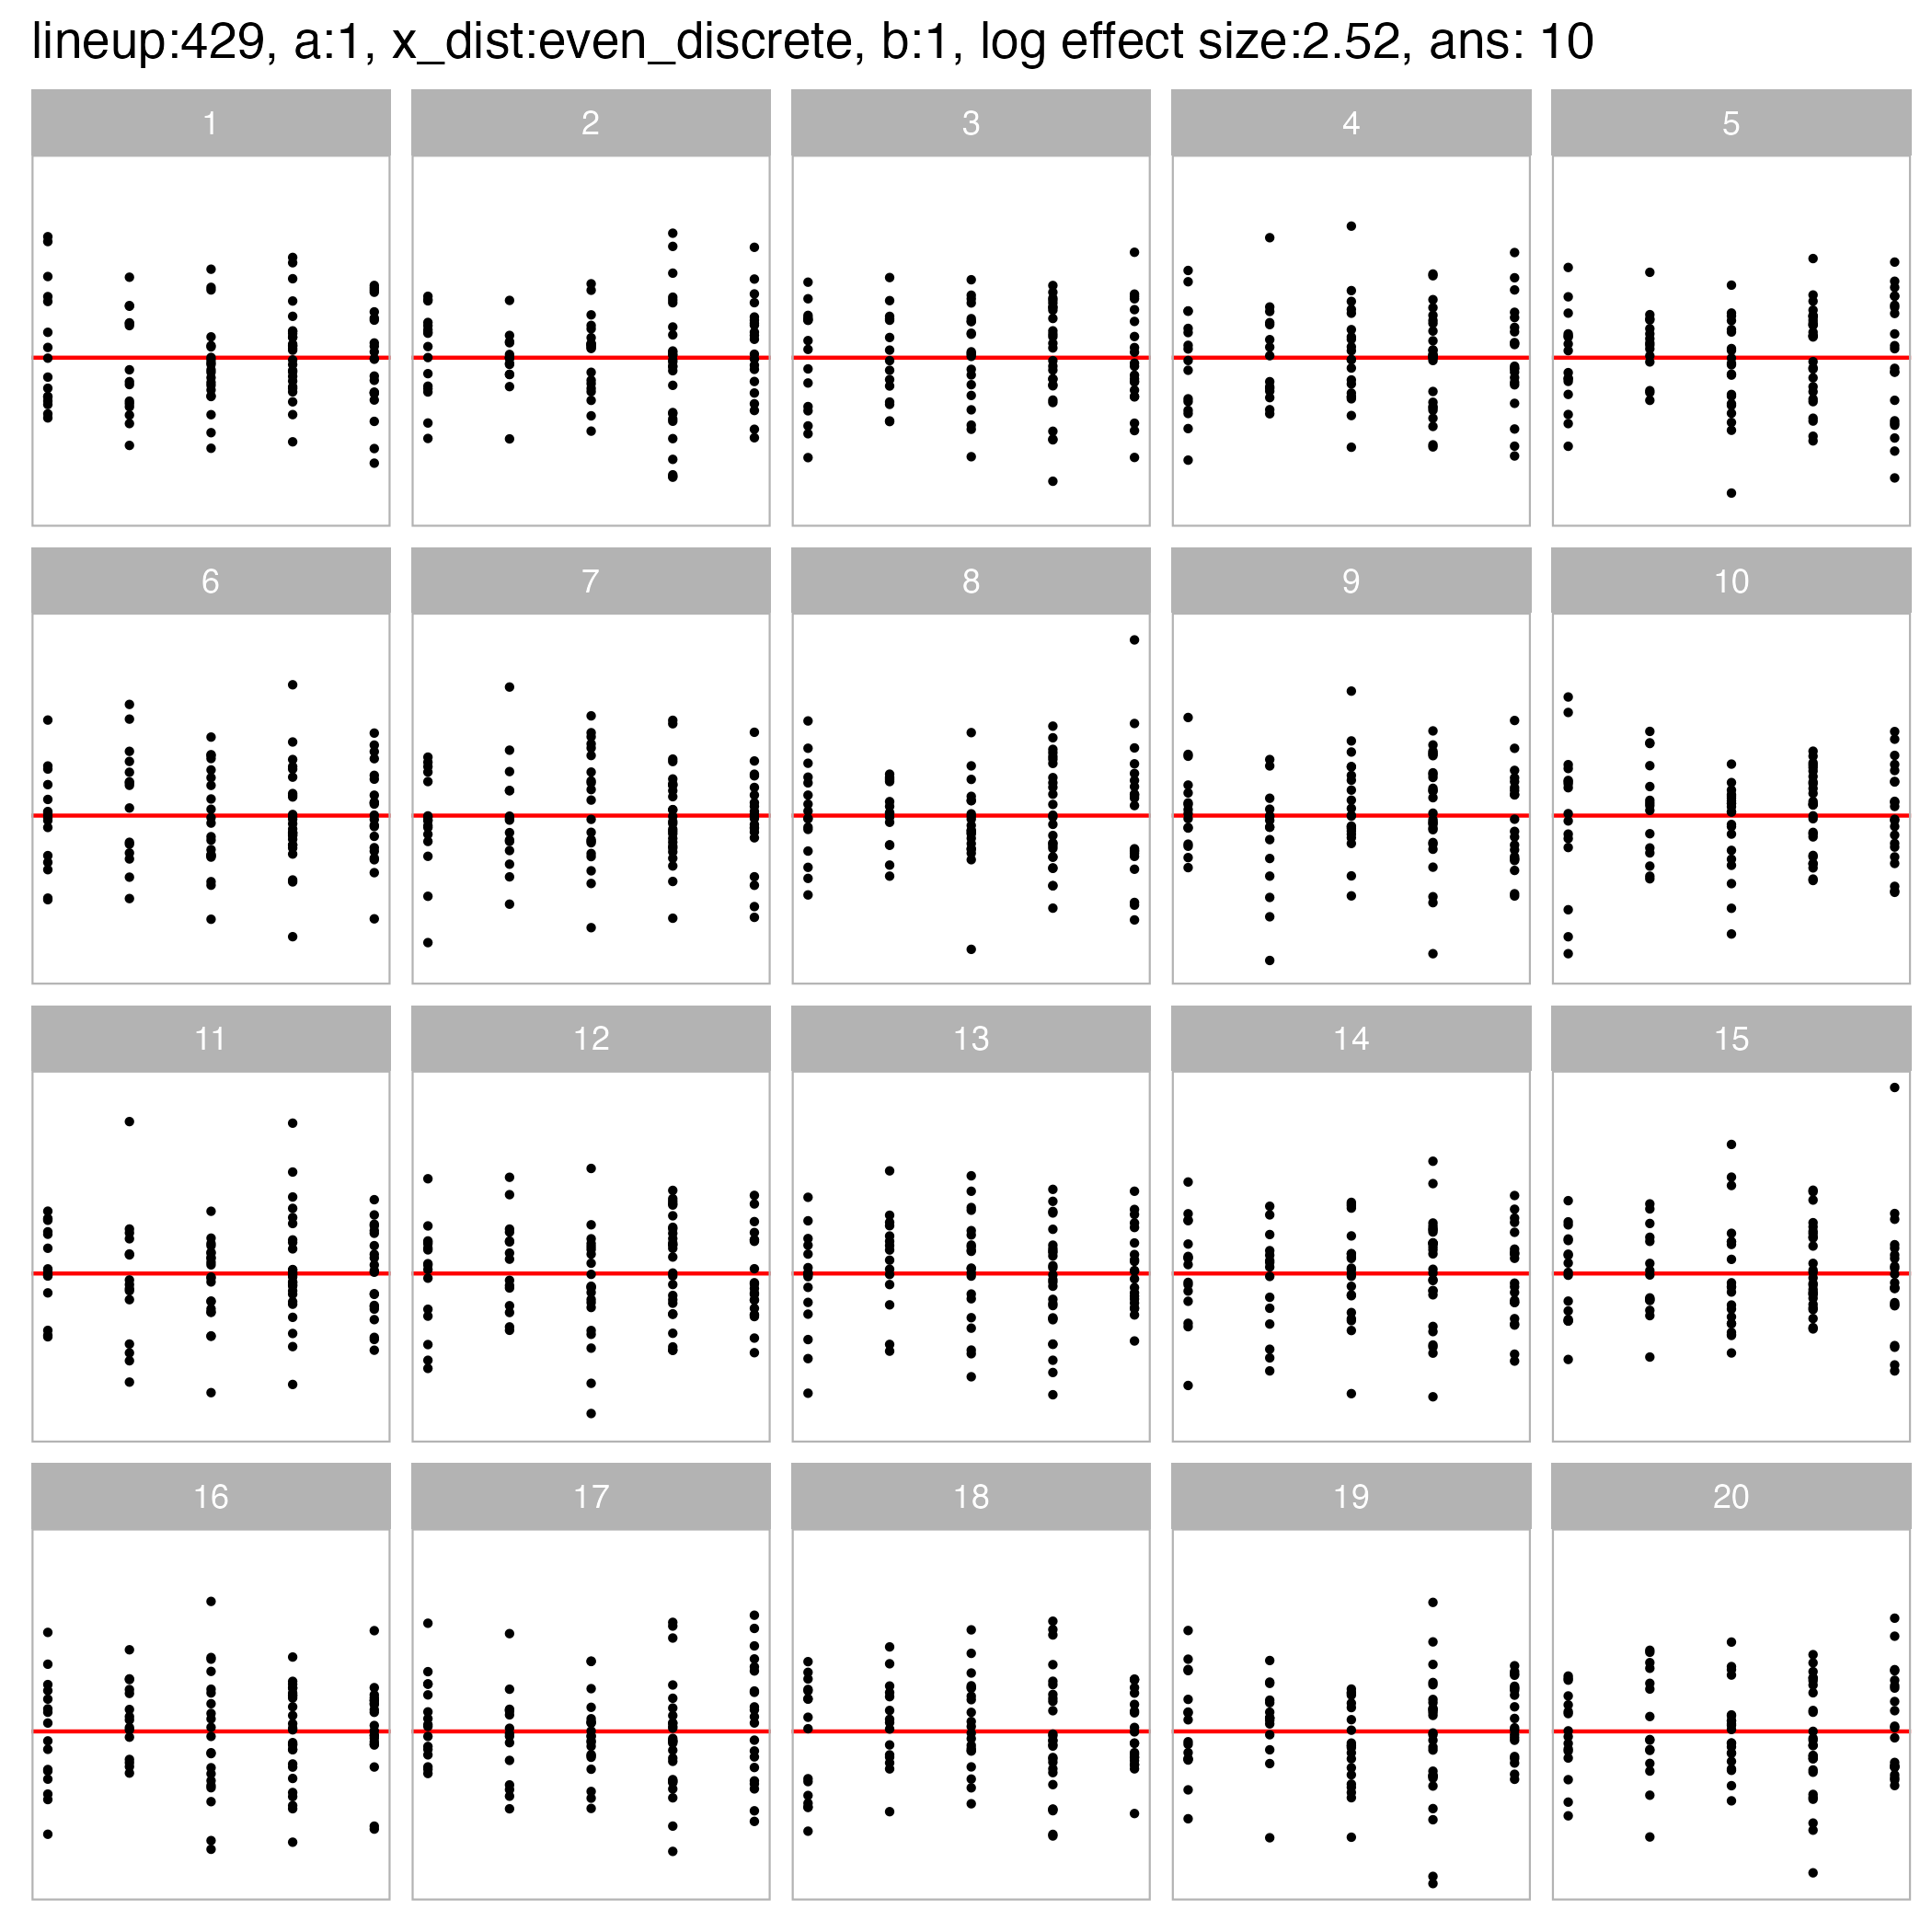 lineup:429, a:1, x_dist:even_discrete, b:1, log effect size:2.52, ans: 10
1 2 3 4 5
6 7 8 9 10
11 12 13 14 15
16 17 18 19 20